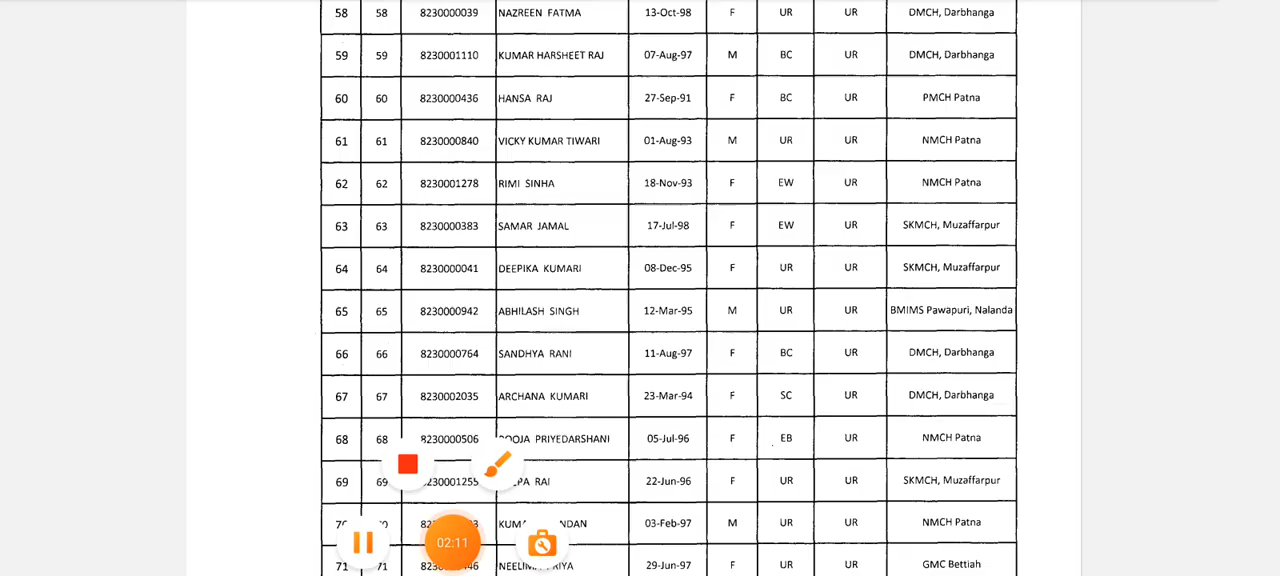 58 58 8230000039 NAZREEN FATMA 13-Oct-98 F UR UR DMCH, Darbhanga
59 59 8230001110 KUMAR HARSHEET RAJ 07-Aug-97 M BC UR DMCH, Darbhanga
60 60 8230000436 HANSA RAJ 27-Sep-91 F BC UR PMCH Patna
61 61 8230000840 VICKY KUMAR TIWARI 01-Aug-93 M UR UR NMCH Patna
62 62 8230001278 RIMI SINHA 18-Nov-93 F EW UR NMCH Patna
63 63 8230000383 SAMAR JAMAL 17-Jul-98 F EW UR SKMCH, Muzaffarpur
64 64 8230000041 DEEPIKA KUMARI 08-Dec-95 F UR UR SKMCH, Muzaffarpur
65 65 8230000942 ABHILASH SINGH 12-Mar-95 M UR UR BMIMS Pawapuri, Nalanda
66 66 8230000764 SANDHYA RANI 11-Aug-97 F BC UR DMCH, Darbhanga
67 67 8230002035 ARCHANA KUMARI 23-Mar-94 F SC UR DMCH, Darbhanga
68 68 8230000506 POOJA PRIYEDARSHANI 05-Jul-96 F EB UR NMCH Patna
69 69 8230001255 RAI 22-Jun-96 F UR UR SKMCH, Muzaffarpur
70 70 03-Feb-97 M UR UR NMCH Patna
71 71 29-Jun-97 F UR UR GMC Bettiah
02:11